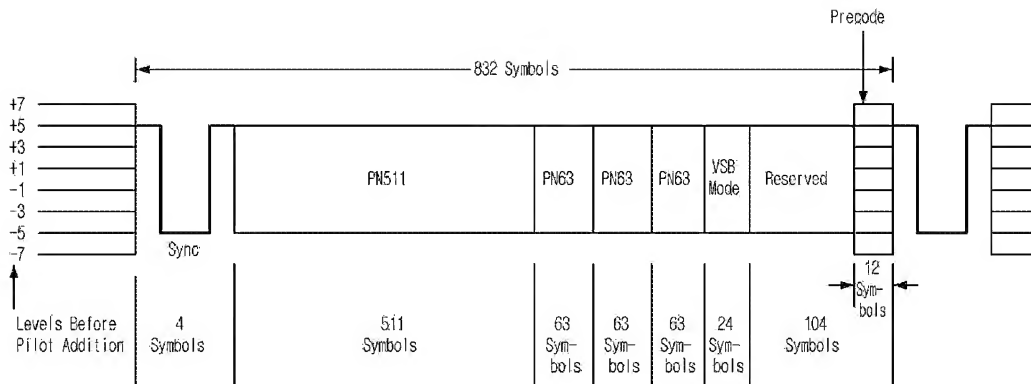 Precode
832 Symbols
+7
+5
+3
+1
-1
-3
-5
-7
PN511
PN63
PN63
PN63
VSB
Mode
Reserved
Sync
Levels Before
Pilot Addition
4
Symbols
511
Symbols
63
Sym-
bols
63
Sym-
bols
63
Sym-
bols
24
Sym-
bols
104
Symbols
12
Sym-
bols